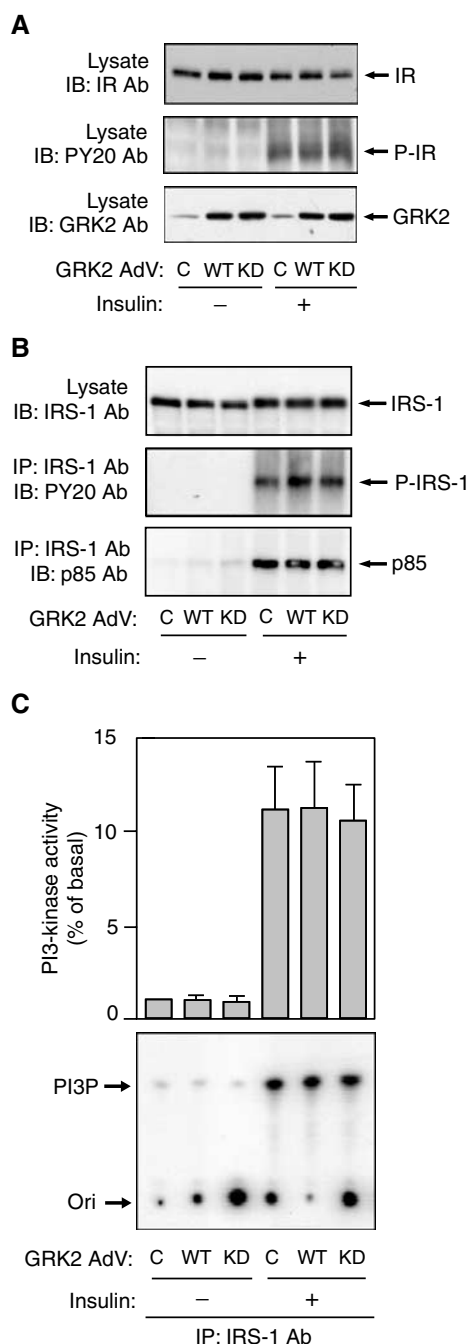 A
Lysate
IB: IR Ab
IR
Lysate
IB: PY20 Ab
P-IR
Lysate
IB: GRK2 Ab
GRK2
GRK2 AdV: C WT KD C WT KD
Insulin: – +
B
Lysate
IB: IRS-1 Ab
IRS-1
IP: IRS-1 Ab
IB: PY20 Ab
P-IRS-1
IP: IRS-1 Ab
IB: p85 Ab
p85
GRK2 AdV: C WT KD C WT KD
Insulin: – +
C
PI3-kinase activity
(% of basal)
15
10
5
0
PI3P
Ori
GRK2 AdV: C WT KD C WT KD
Insulin: – +
IP: IRS-1 Ab